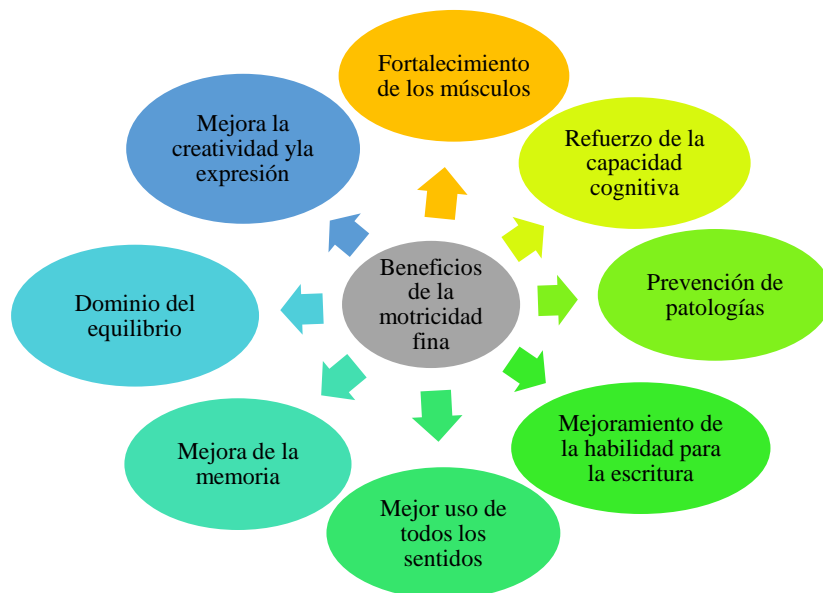 Fortalecimiento
de los músculos
Refuerzo de la
capacidad
cognitiva
Prevención de
patologías
Mejoramiento de
la habilidad para
la escritura
Mejor uso de
todos los
sentidos
Mejora de la
memoria
Dominio del
equilibrio
Mejora la
creatividad yla
expresión
Beneficios
de la
motricidad
fina